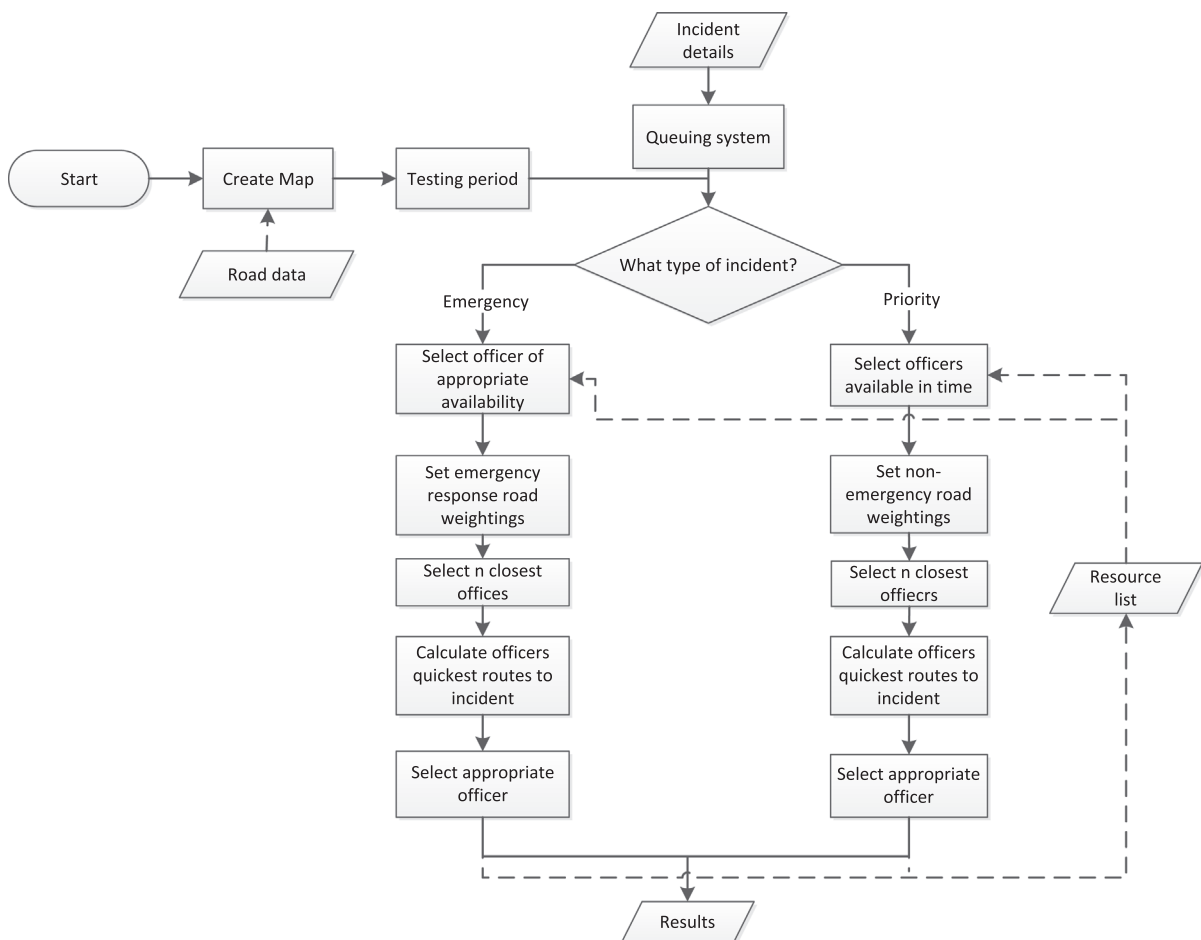 Incident
details
Queuing system
Start
Create Map
Testing period
Road data
What type of incident?
Emergency
Priority
Select officer of
appropriate
availability
Select officers
available in time
Set emergency
response road
weightings
Set non-
emergency road
weightings
Select n closest
offices
Select n closest
offiecrs
Resource
list
Calculate officers
quickest routes to
incident
Calculate officers
quickest routes to
incident
Select appropriate
officer
Select appropriate
officer
Results